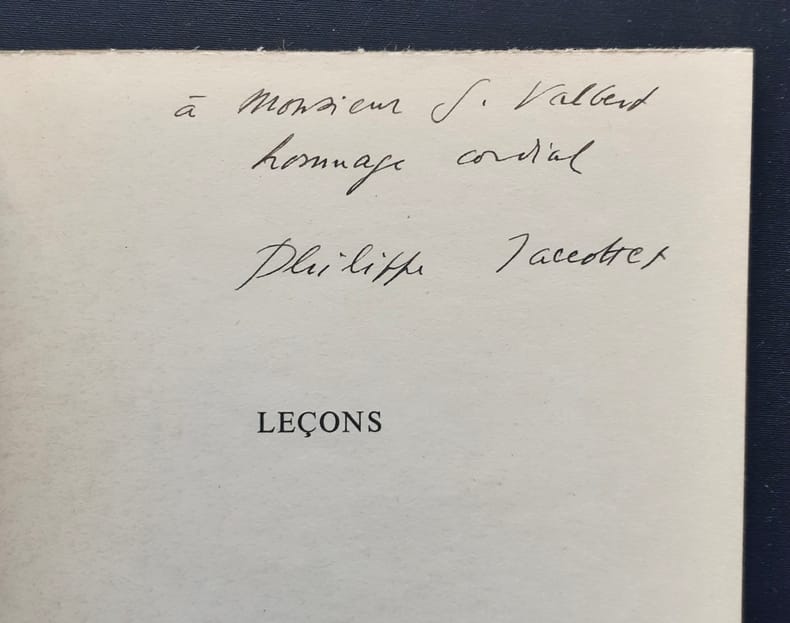 à Monsieur G. Valbert
hommage cordial
Philippe Jaccottet
LEÇONS